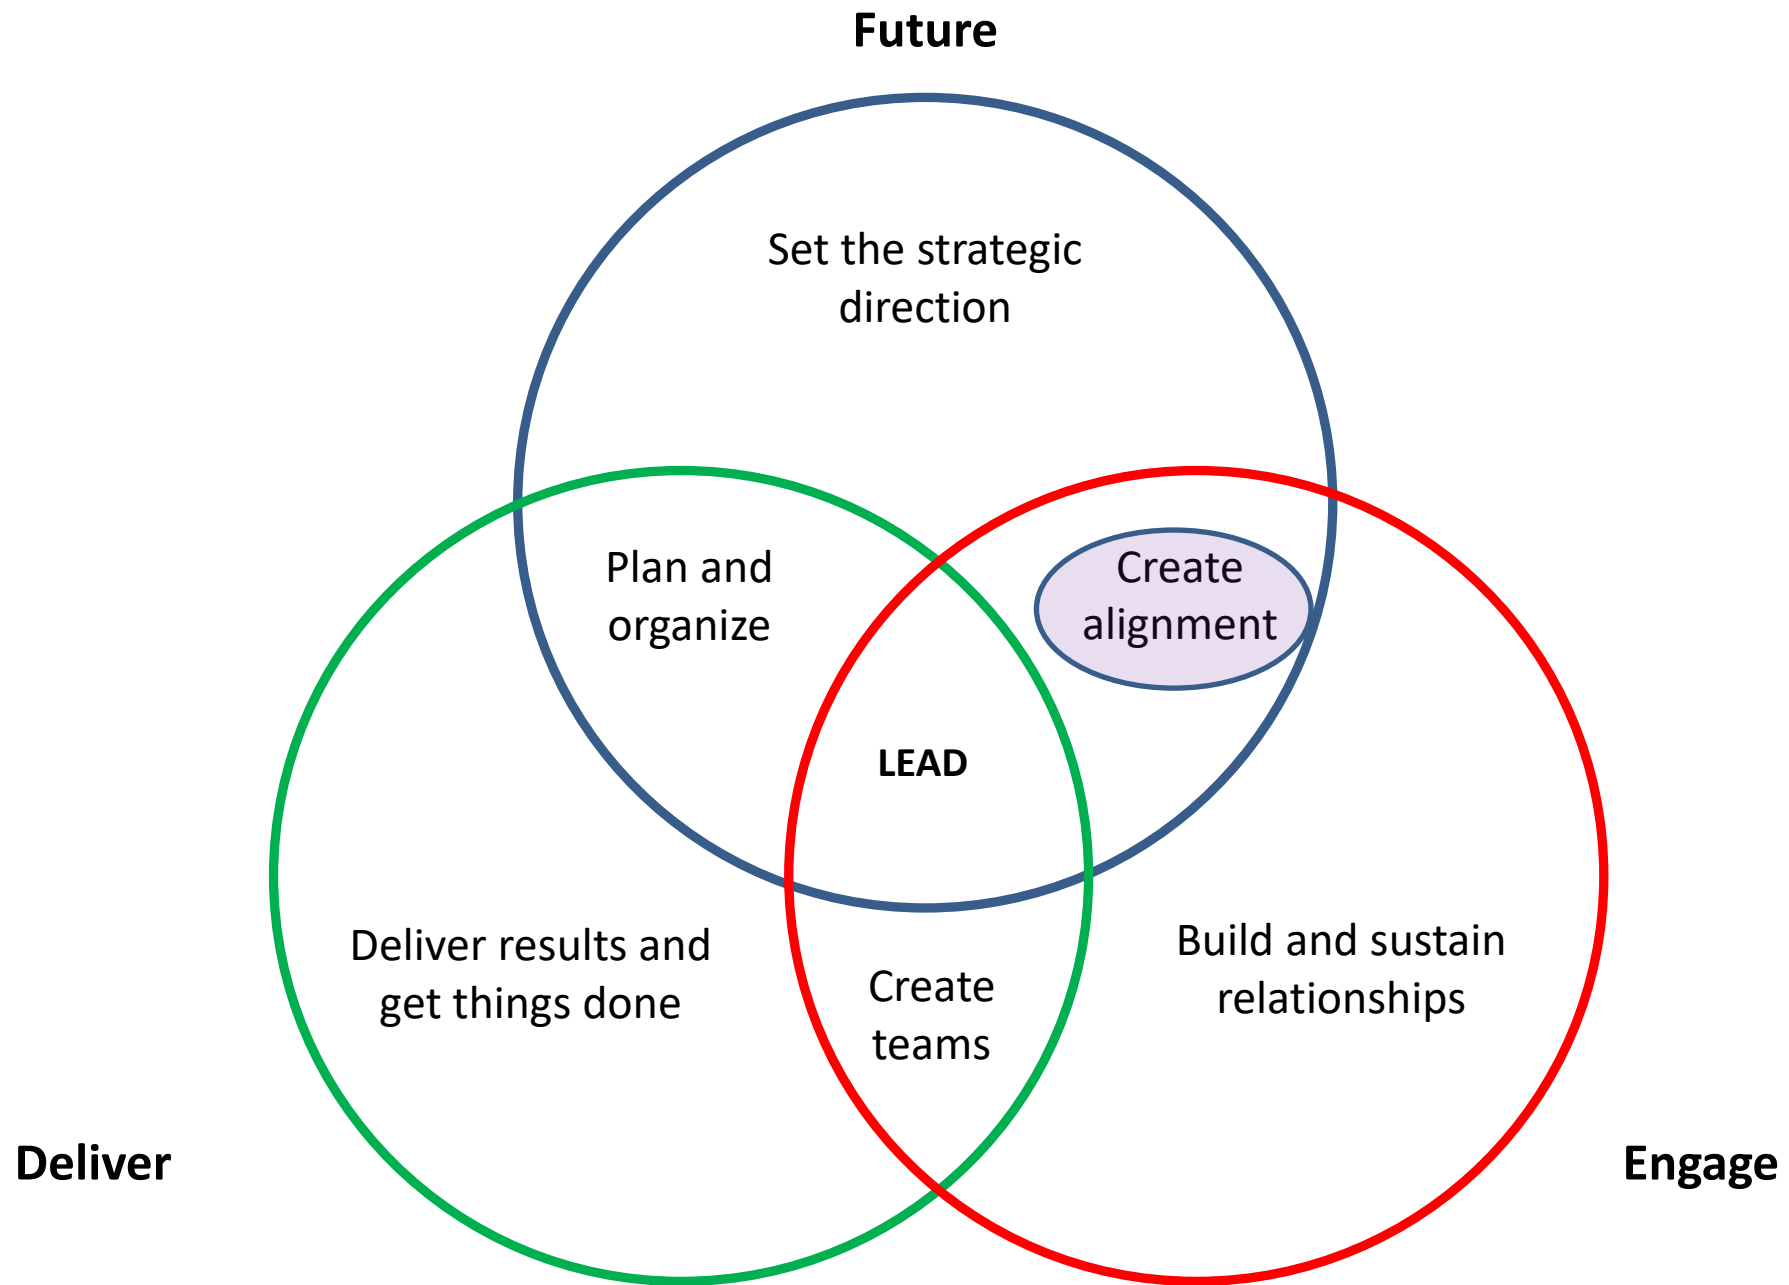 Future
Set the strategic
direction
Plan and
organize
Create
alignment
LEAD
Deliver results and
get things done
Create
teams
Build and sustain
relationships
Deliver
Engage